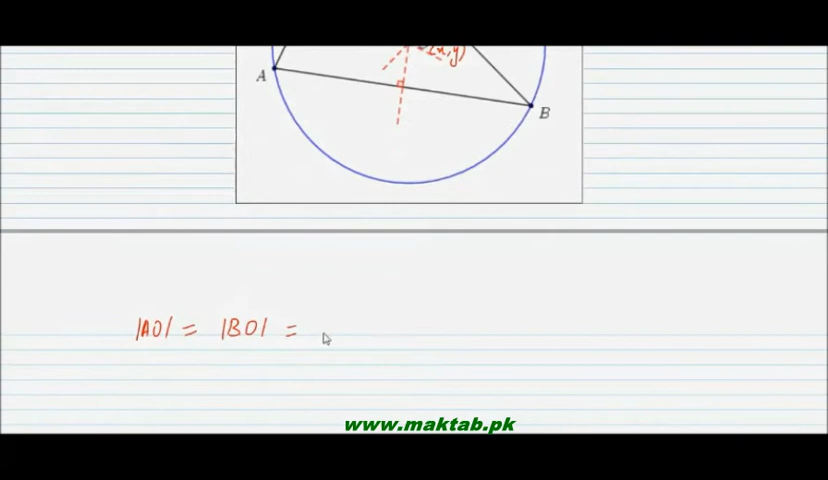 (x, y)
A
B
|AO| = |BO| =
www.maktab.pk